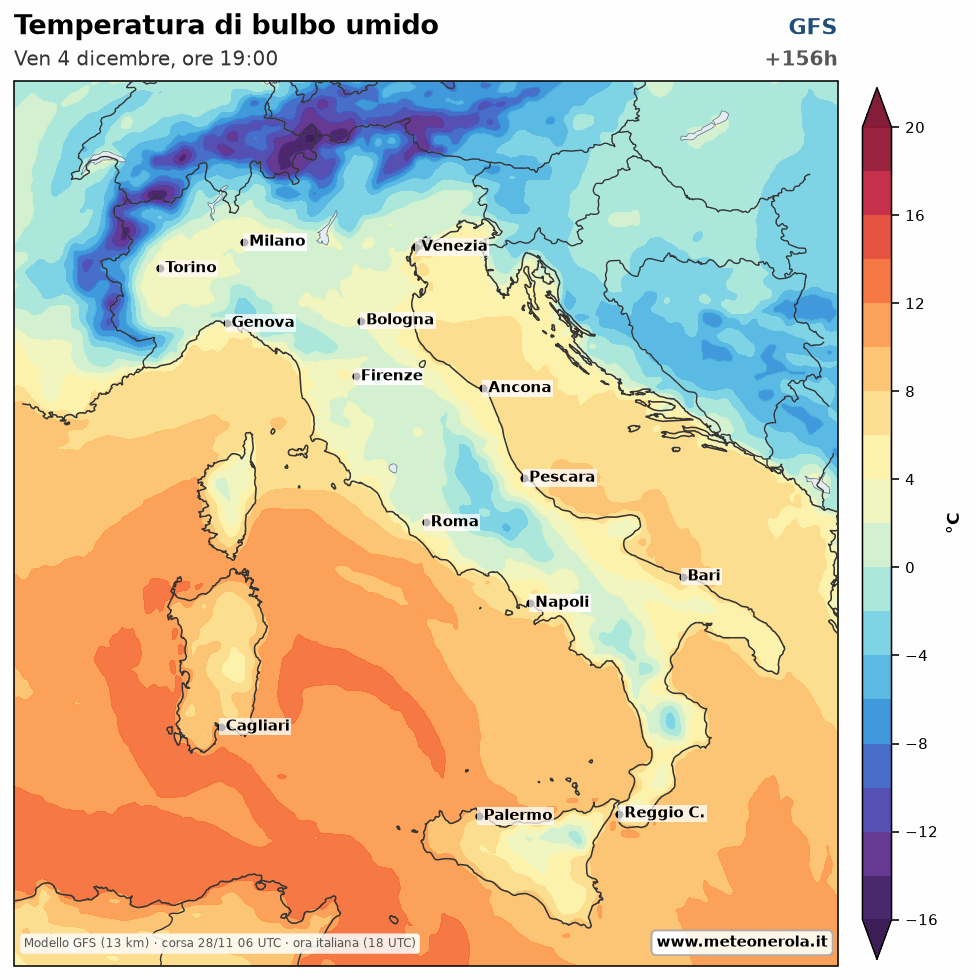 Temperatura di bulbo umido
GFS
Ven 4 dicembre, ore 19:00
+156h
20
16
12
8
4
0
−4
−8
−12
−16
°C
Milano
Venezia
Torino
Genova
Bologna
Firenze
Ancona
Pescara
Roma
Bari
Napoli
Cagliari
Palermo
Reggio C.
Modello GFS (13 km) · corsa 28/11 06 UTC · ora italiana (18 UTC)
www.meteonerola.it